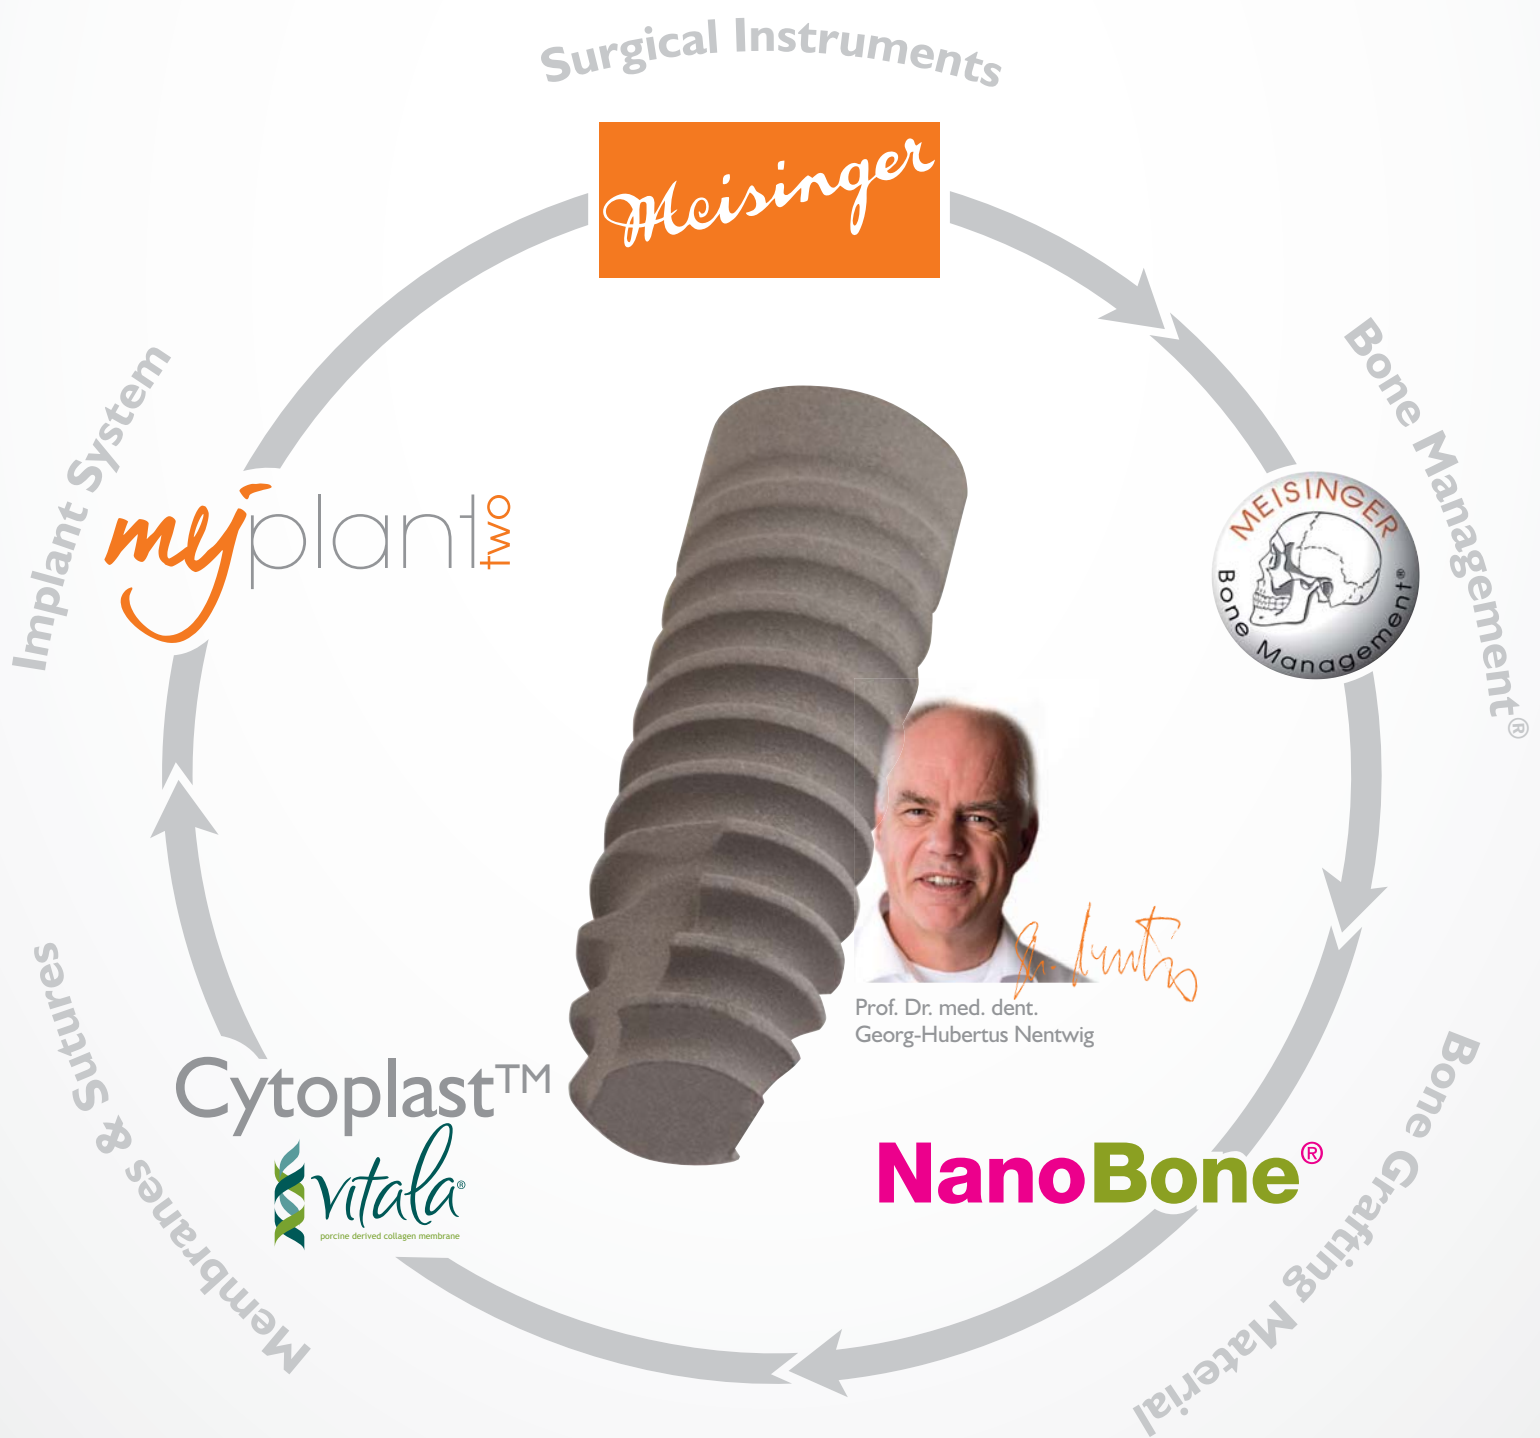 Surgical Instruments
Meisinger
Bone Management®
MEISINGER
Bone Management®
Implant System
myplant two
Prof. Dr. med. dent.
Georg-Hubertus Nentwig
Cytoplast™
vitala®
porcine derived collagen membrane
Membranes & Sutures
NanoBone®
Bone Grafting Material